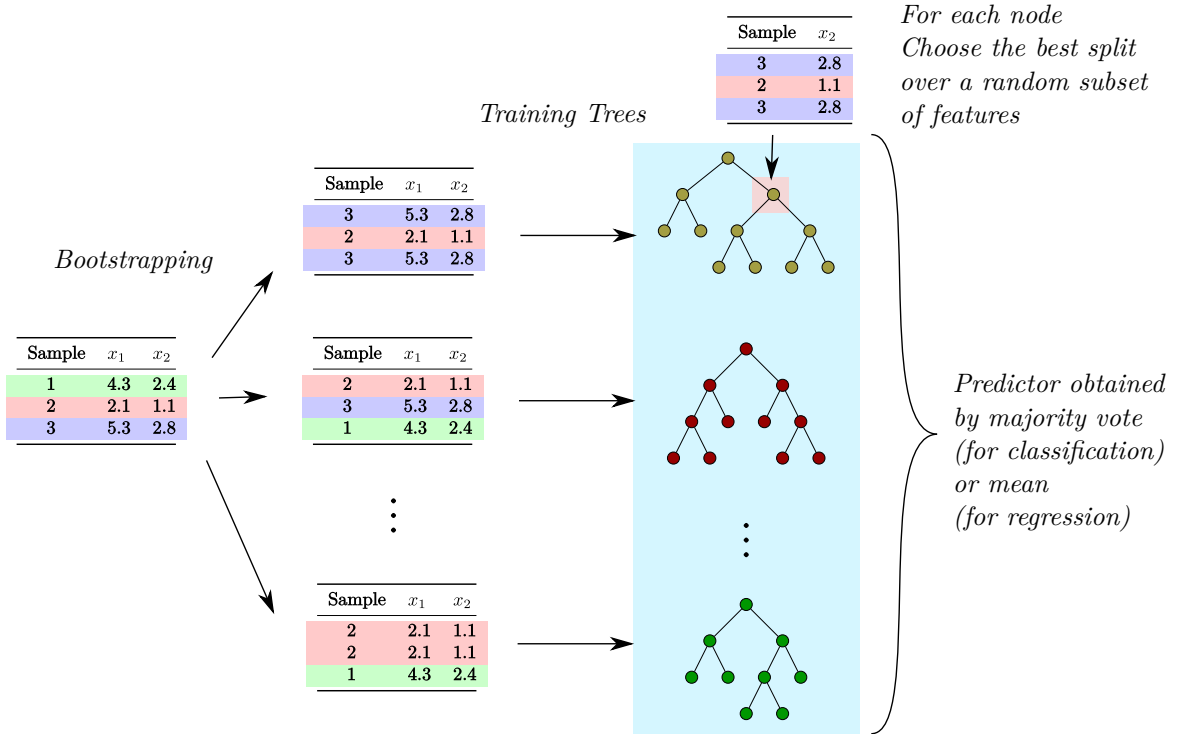 Sample x₂
3 2.8
2 1.1
3 2.8
For each node
Choose the best split
over a random subset
of features
Training Trees
Sample x₁ x₂
3 5.3 2.8
2 2.1 1.1
3 5.3 2.8
Bootstrapping
Sample x₁ x₂
1 4.3 2.4
2 2.1 1.1
3 5.3 2.8
Sample x₁ x₂
2 2.1 1.1
3 5.3 2.8
1 4.3 2.4
Predictor obtained
by majority vote
(for classification)
or mean
(for regression)
Sample x₁ x₂
2 2.1 1.1
2 2.1 1.1
1 4.3 2.4